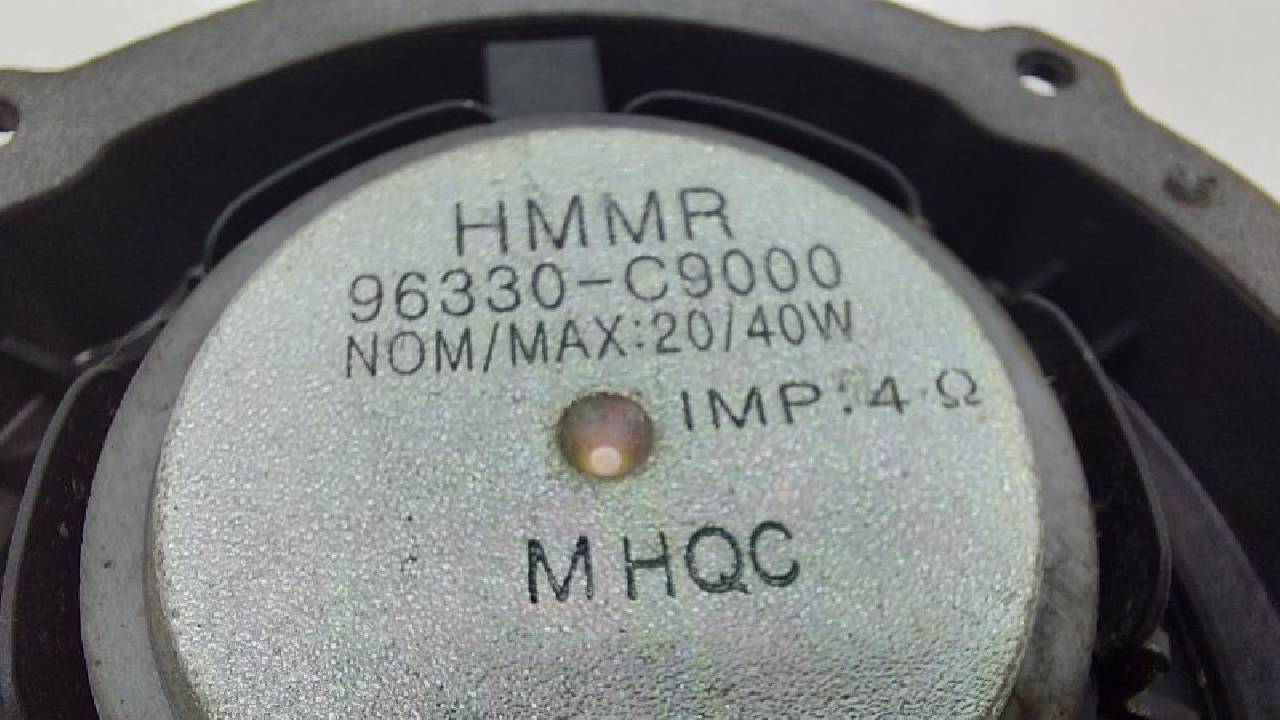 HMMR
96330-C9000
NOM/MAX:20/40W
IMP:4Ω
MHQC